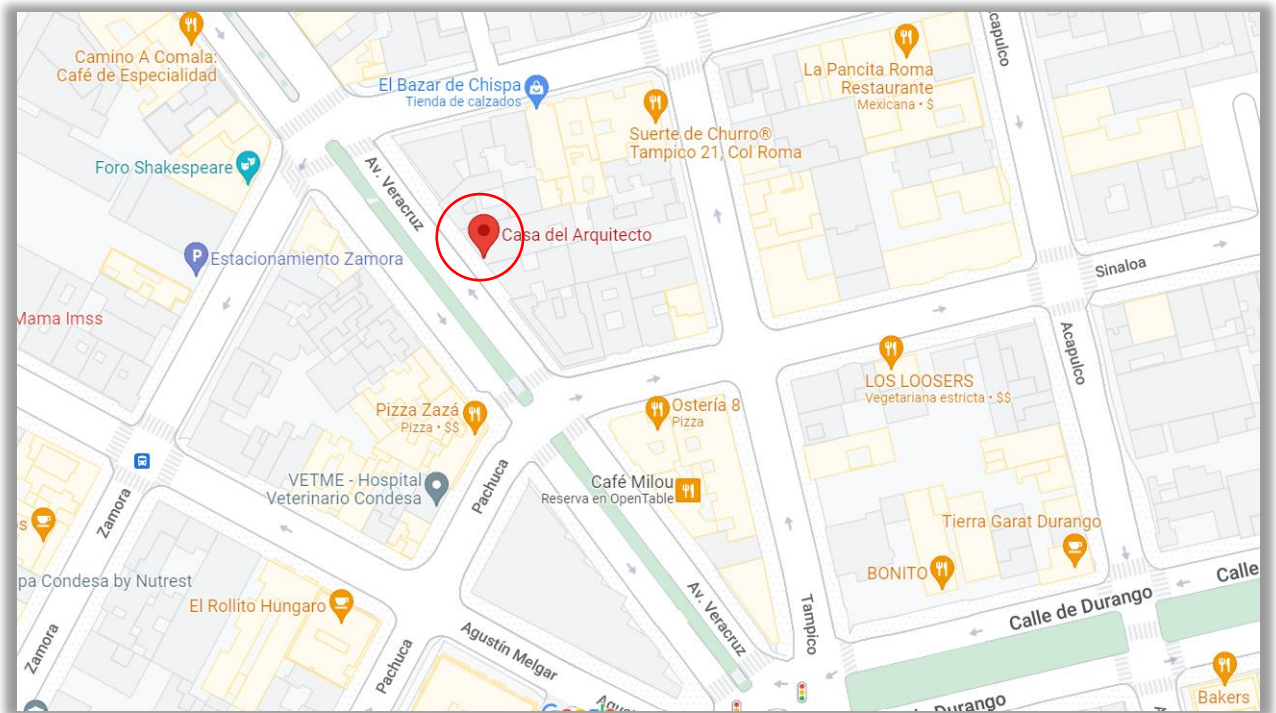 Camino A Comala:
Café de Especialidad
El Bazar de Chispa
Tienda de calzados
La Pancita Roma
Restaurante
Mexicana • $
Acapulco
Suerte de Churro®
Tampico 21, Col Roma
Foro Shakespeare
Av. Veracruz
Casa del Arquitecto
Estacionamiento Zamora
Sinaloa
Mama Imss
Acapulco
LOS LOOSERS
Vegetariana estricta • $$
Pizza Zazá
Pizza • $$
Ostería 8
Pizza
VETME - Hospital
Veterinario Condesa
Pachuca
Café Milou
Reserva en OpenTable
Zamora
Tierra Garat Durango
BONITO
pa Condesa by Nutrest
El Rollito Hungaro
Av. Veracruz
Tampico
Calle de Durango
Calle
Zamora
Pachuca
Agustín Melgar
Bakers
Durango